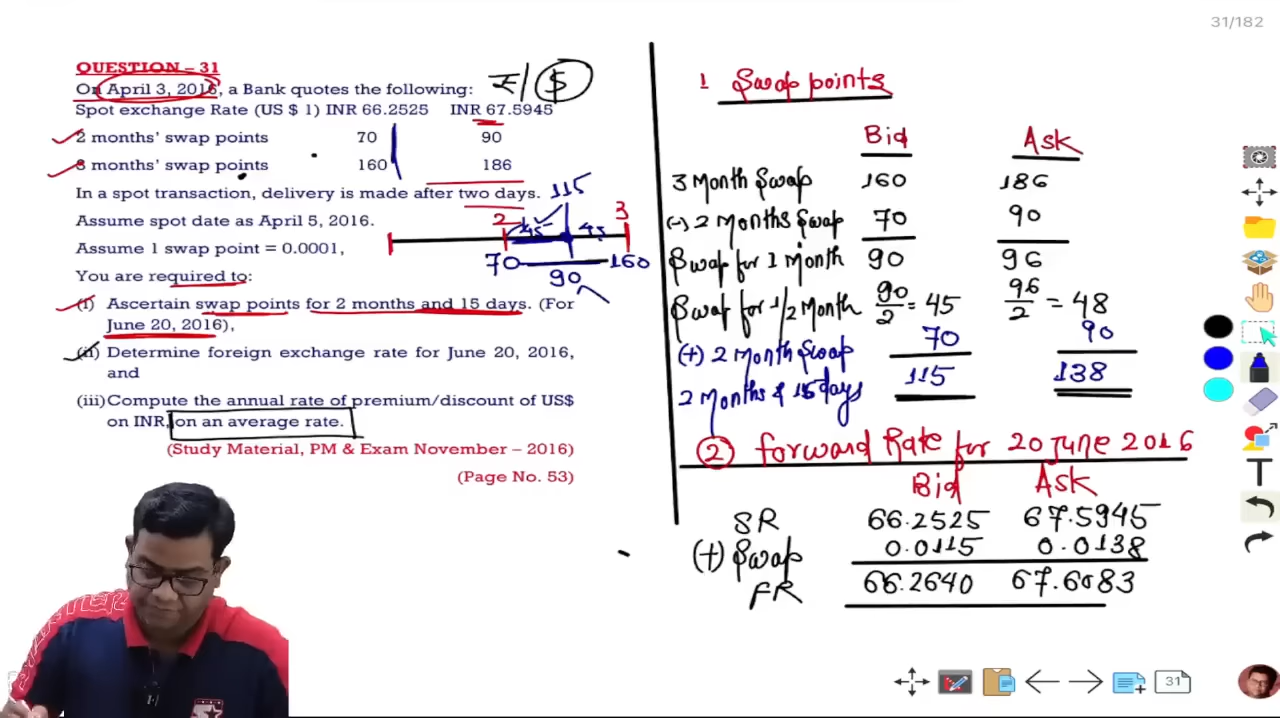 31/182
QUESTION – 31
On April 3, 2016, a Bank quotes the following:
₹/$
Spot exchange Rate (US $ 1) INR 66.2525 INR 67.5945
2 months' swap points 70 90
3 months' swap points 160 186
In a spot transaction, delivery is made after two days.
115
Assume spot date as April 5, 2016.
2 45 45 3
Assume 1 swap point = 0.0001,
70 90 160
You are required to:
(i) Ascertain swap points for 2 months and 15 days. (For
June 20, 2016),
(ii) Determine foreign exchange rate for June 20, 2016,
and
(iii) Compute the annual rate of premium/discount of US$
on INR, on an average rate.
(Study Material, PM & Exam November – 2016)
(Page No. 53)
1 Swap points
Bid Ask
3 Month Swap 160 186
(-) 2 Months Swap 70 90
Swap for 1 Month 90 96
Swap for 1/2 Month 90/2 = 45 96/2 = 48
(+) 2 Month Swap 70 90
2 Months & 15 days 115 138
2 Forward Rate for 20 June 2016
Bid Ask
SR 66.2525 67.5945
(+) Swap 0.0115 0.0138
FR 66.2640 67.6083
T
31